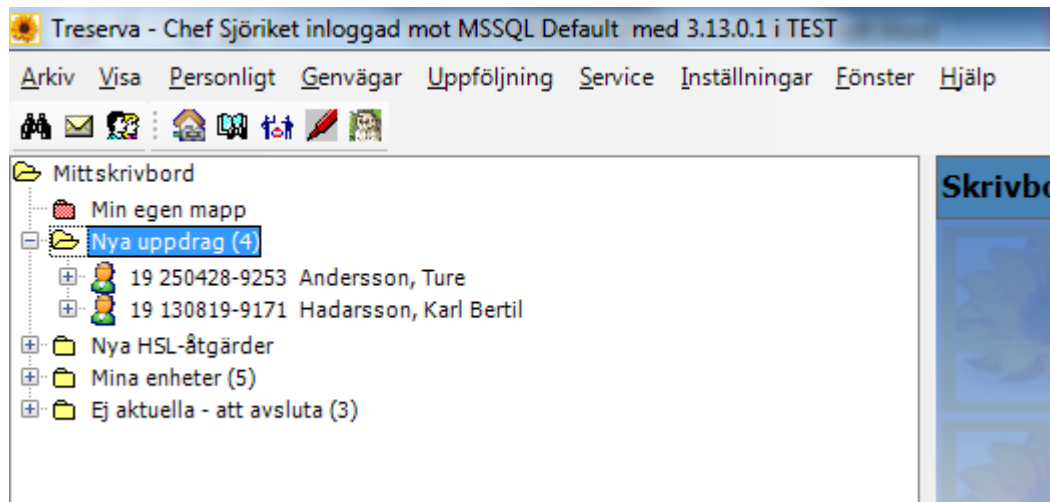 Treserva - Chef Sjöriket inloggad mot MSSQL Default med 3.13.0.1 i TEST
Arkiv Visa Personligt Genvägar Uppföljning Service Inställningar Fönster Hjälp
Mittskrivbord
Min egen mapp
Nya uppdrag (4)
19 250428-9253 Andersson, Ture
19 130819-9171 Hadarsson, Karl Bertil
Nya HSL-åtgärder
Mina enheter (5)
Ej aktuella - att avsluta (3)